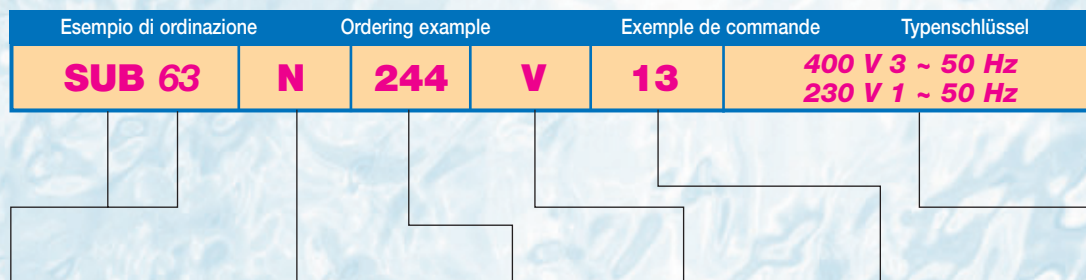 Esempio di ordinazione Ordering example Exemple de commande Typenschlüssel
SUB 63 N 244 V 13 400 V 3 ~ 50 Hz
230 V 1 ~ 50 Hz